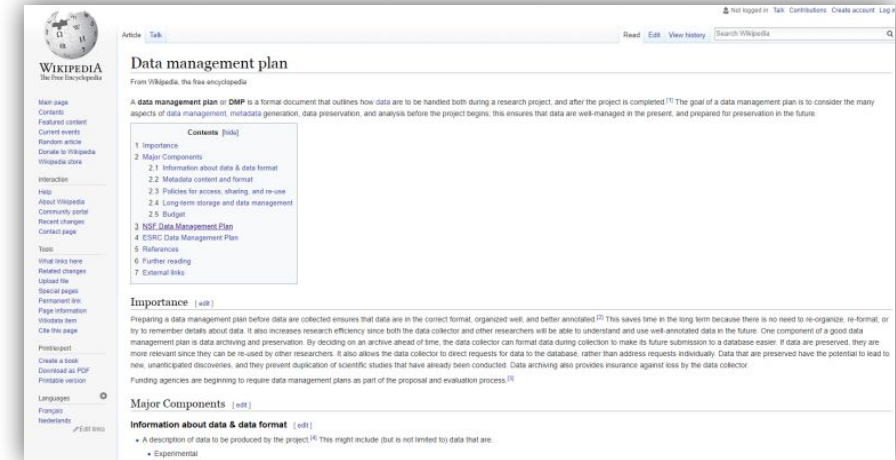 Not logged in Talk Contributions Create account Log in
WIKIPEDIA
The Free Encyclopedia
Article Talk
Read Edit View history Search Wikipedia
Main page
Contents
Featured content
Current events
Random article
Donate to Wikipedia
Wikipedia store
Interaction
Help
About Wikipedia
Community portal
Recent changes
Contact page
Tools
What links here
Related changes
Upload file
Special pages
Permanent link
Page information
Wikidata item
Cite this page
Print/export
Create a book
Download as PDF
Printable version
Languages
Français
Nederlands
Edit links
Data management plan
From Wikipedia, the free encyclopedia
A data management plan or DMP is a formal document that outlines how data are to be handled both during a research project, and after the project is completed.[1] The goal of a data management plan is to consider the many
aspects of data management, metadata generation, data preservation, and analysis before the project begins; this ensures that data are well-managed in the present, and prepared for preservation in the future.
Contents [hide]
1 Importance
2 Major Components
2.1 Information about data & data format
2.2 Metadata content and format
2.3 Policies for access, sharing, and re-use
2.4 Long-term storage and data management
2.5 Budget
3 NSF Data Management Plan
4 ESRC Data Management Plan
5 References
6 Further reading
7 External links
Importance [edit]
Preparing a data management plan before data are collected ensures that data are in the correct format, organized well, and better annotated.[2] This saves time in the long term because there is no need to re-organize, re-format, or
try to remember details about data. It also increases research efficiency since both the data collector and other researchers will be able to understand and use well-annotated data in the future. One component of a good data
management plan is data archiving and preservation. By deciding on an archive ahead of time, the data collector can format data during collection to make its future submission to a database easier. If data are preserved, they are
more relevant since they can be re-used by other researchers. It also allows the data collector to direct requests for data to the database, rather than address requests individually. Data that are preserved have the potential to lead to
new, unanticipated discoveries, and they prevent duplication of scientific studies that have already been conducted. Data archiving also provides insurance against loss by the data collector.
Funding agencies are beginning to require data management plans as part of the proposal and evaluation process.[3]
Major Components [edit]
Information about data & data format [edit]
• A description of data to be produced by the project.[4] This might include (but is not limited to) data that are:
• Experimental